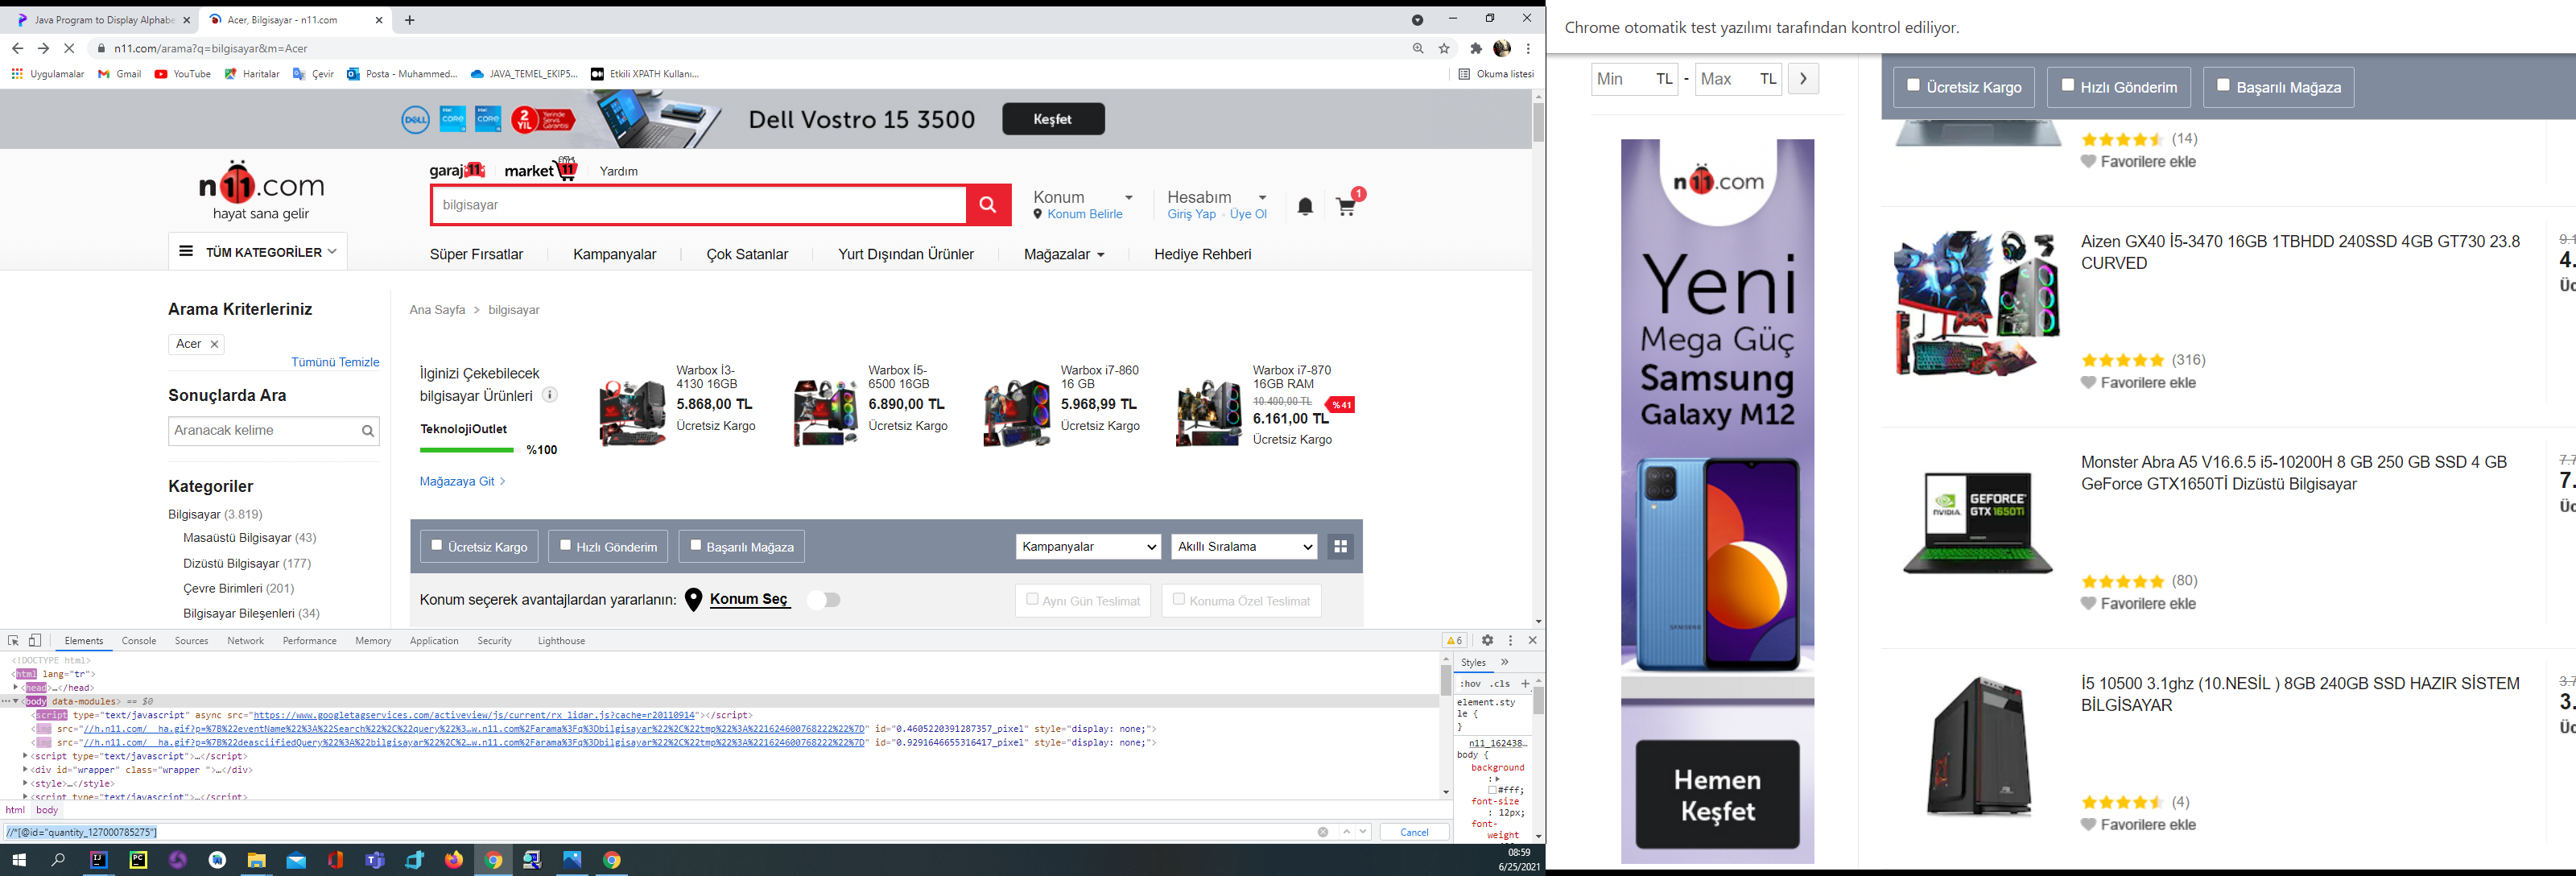 Java Program to Display Alphabe
Acer, Bilgisayar - n11.com
n11.com/arama?q=bilgisayar&m=Acer
Uygulamalar
Gmail
YouTube
Haritalar
Çevir
Posta - Muhammed...
JAVA_TEMEL_EKIP5...
Etkili XPATH Kullanı...
Okuma listesi
DELL
intel CORE i5
intel CORE i3
2 YIL Yerinde Servis Garantisi
Dell Vostro 15 3500
Keşfet
garaj11
market11
Yardım
n11.com
hayat sana gelir
bilgisayar
Konum
Konum Belirle
Hesabım
Giriş Yap
Üye Ol
1
TÜM KATEGORİLER
Süper Fırsatlar
Kampanyalar
Çok Satanlar
Yurt Dışından Ürünler
Mağazalar
Hediye Rehberi
Arama Kriterleriniz
Acer
Tümünü Temizle
Sonuçlarda Ara
Aranacak kelime
Kategoriler
Bilgisayar (3.819)
Masaüstü Bilgisayar (43)
Dizüstü Bilgisayar (177)
Çevre Birimleri (201)
Bilgisayar Bileşenleri (34)
Ana Sayfa > bilgisayar
İlginizi Çekebilecek
bilgisayar Ürünleri
TeknolojiOutlet
%100
Mağazaya Git
Warbox İ3-
4130 16GB
5.868,00 TL
Ücretsiz Kargo
Warbox İ5-
6500 16GB
6.890,00 TL
Ücretsiz Kargo
Warbox i7-860
16 GB
5.968,99 TL
Ücretsiz Kargo
Warbox i7-870
16GB RAM
10.400,00 TL
6.161,00 TL
%41
Ücretsiz Kargo
Ücretsiz Kargo
Hızlı Gönderim
Başarılı Mağaza
Kampanyalar
Akıllı Sıralama
Konum seçerek avantajlardan yararlanın:
Konum Seç
Aynı Gün Teslimat
Konuma Özel Teslimat
Elements
Console
Sources
Network
Performance
Memory
Application
Security
Lighthouse
6
<!DOCTYPE html>
<html lang="tr">
<head>…</head>
<body data-modules> == $0
<script type="text/javascript" async src="https://www.googletagservices.com/activeview/js/current/rx_lidar.js?cache=r20110914"></script>
<img src="//h.n11.com/__ha.gif?p=%7B%22eventName%22%3A%22Search%22%2C%22query%22%3…w.n11.com%2Farama%3Fq%3Dbilgisayar%22%2C%22tmp%22%3A%221624600768222%22%7D" id="0.4605220391287357_pixel" style="display: none;">
<img src="//h.n11.com/__ha.gif?p=%7B%22deasciifiedQuery%22%3A%22bilgisayar%22%2C%2…w.n11.com%2Farama%3Fq%3Dbilgisayar%22%2C%22tmp%22%3A%221624600768222%22%7D" id="0.9291646655316417_pixel" style="display: none;">
<script type="text/javascript">…</script>
<div id="wrapper" class="wrapper ">…</div>
<style>…</style>
<script type="text/javascript">…</script>
html
body
//*[@id="quantity_127000785275"]
Cancel
Styles
:hov .cls +
element.sty
le {
}
n11_162438…
body {
background
:
#fff;
font-size
: 12px;
font-
weight
08:59
6/25/2021
Chrome otomatik test yazılımı tarafından kontrol ediliyor.
Min TL - Max TL
Ücretsiz Kargo
Hızlı Gönderim
Başarılı Mağaza
(14)
Favorilere ekle
n11.com
Yeni
Mega Güç
Samsung
Galaxy M12
SAMSUNG
Hemen
Keşfet
Aizen GX40 İ5-3470 16GB 1TBHDD 240SSD 4GB GT730 23.8
CURVED
(316)
Favorilere ekle
Monster Abra A5 V16.6.5 i5-10200H 8 GB 250 GB SSD 4 GB
GeForce GTX1650Tİ Dizüstü Bilgisayar
NVIDIA
GEFORCE
GTX 1650Ti
(80)
Favorilere ekle
İ5 10500 3.1ghz (10.NESİL ) 8GB 240GB SSD HAZIR SİSTEM
BİLGİSAYAR
(4)
Favorilere ekle